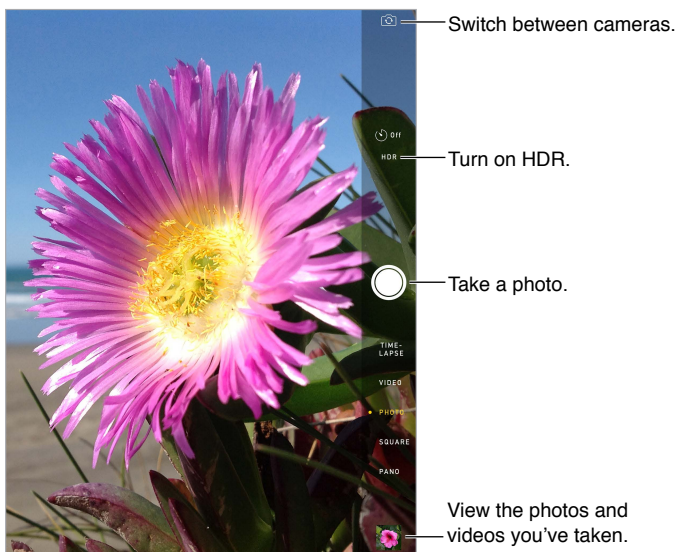 Switch between cameras.
Off
HDR
Turn on HDR.
Take a photo.
TIME-
LAPSE
VIDEO
PHOTO
SQUARE
PANO
View the photos and
videos you've taken.